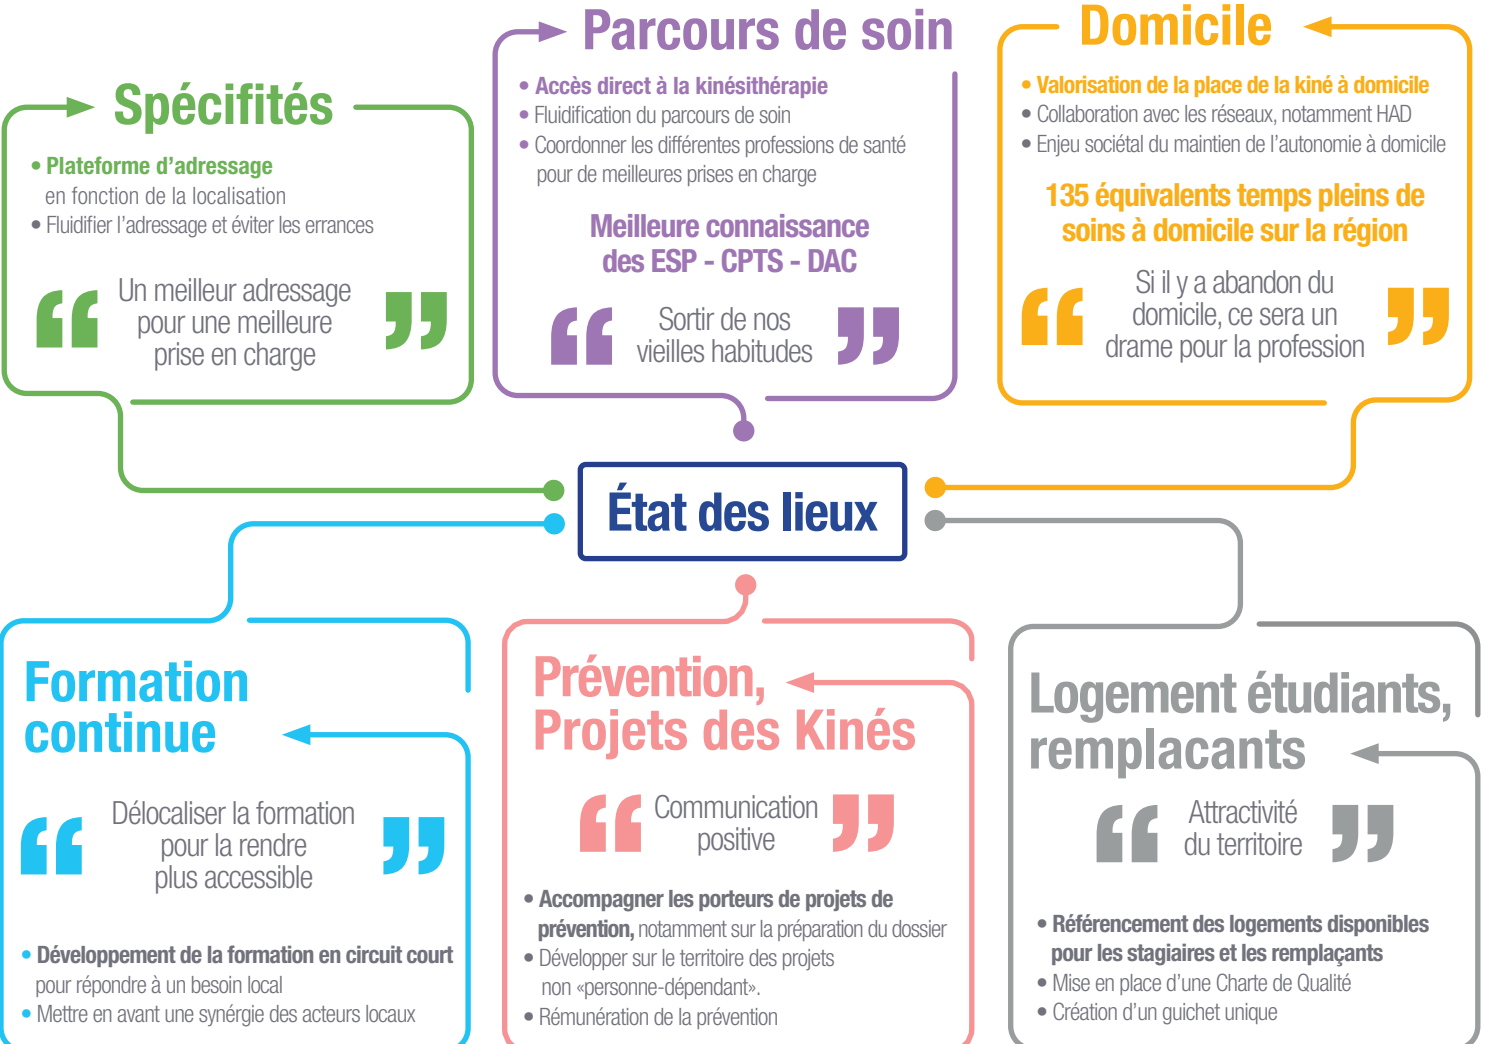 Spécifités
• Plateforme d’adressage
en fonction de la localisation
• Fluidifier l’adressage et éviter les errances
“ Un meilleur adressage
pour une meilleure
prise en charge ”
Parcours de soin
• Accès direct à la kinésithérapie
• Fluidification du parcours de soin
• Coordonner les différentes professions de santé
pour de meilleures prises en charge
Meilleure connaissance
des ESP - CPTS - DAC
“ Sortir de nos
vieilles habitudes ”
Domicile
• Valorisation de la place de la kiné à domicile
• Collaboration avec les réseaux, notamment HAD
• Enjeu sociétal du maintien de l’autonomie à domicile
135 équivalents temps pleins de
soins à domicile sur la région
“ Si il y a abandon du
domicile, ce sera un
drame pour la profession ”
État des lieux
Formation
continue
“ Délocaliser la formation
pour la rendre
plus accessible ”
• Développement de la formation en circuit court
pour répondre à un besoin local
• Mettre en avant une synérgie des acteurs locaux
Prévention,
Projets des Kinés
“ Communication
positive ”
• Accompagner les porteurs de projets de
prévention, notamment sur la préparation du dossier
• Développer sur le territoire des projets
non «personne-dépendant».
• Rémunération de la prévention
Logement étudiants,
remplacants
“ Attractivité
du territoire ”
• Référencement des logements disponibles
pour les stagiaires et les remplaçants
• Mise en place d’une Charte de Qualité
• Création d’un guichet unique